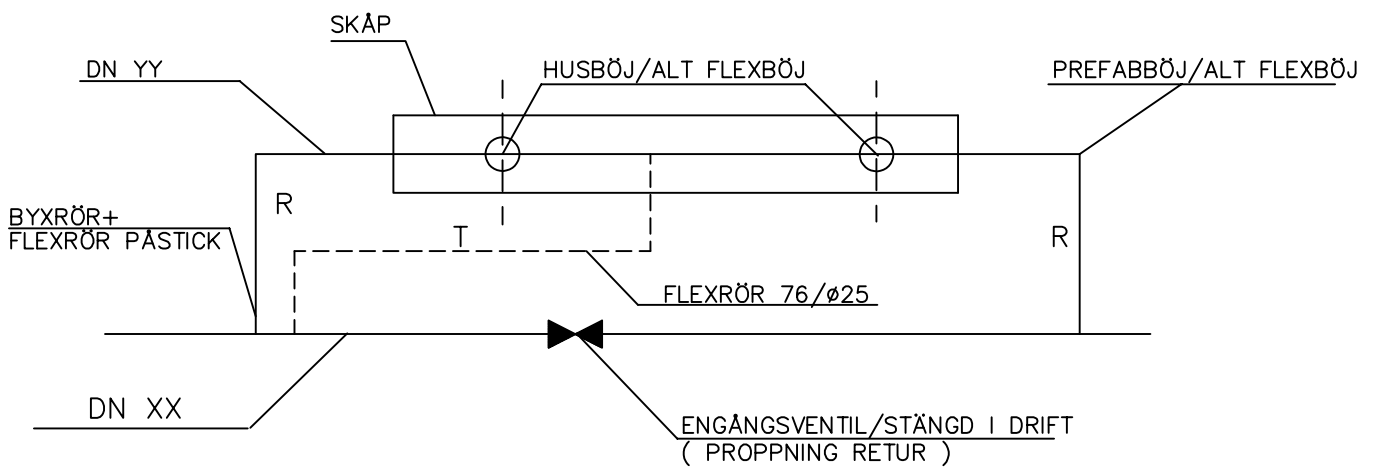 SKÅP
DN YY
HUSBÖJ/ALT FLEXBÖJ
PREFABBÖJ/ALT FLEXBÖJ
R
BYXRÖR+
FLEXRÖR PÅSTICK
T
R
FLEXRÖR 76/ø25
DN XX
ENGÅNGSVENTIL/STÄNGD I DRIFT
( PROPPNING RETUR )